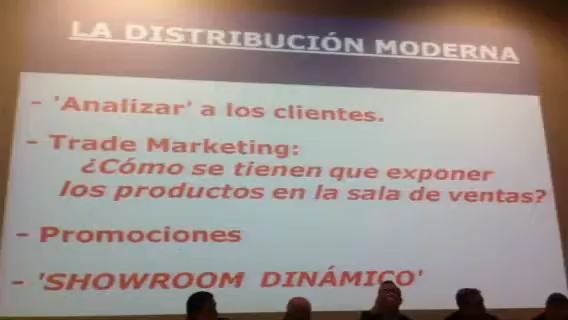 LA DISTRIBUCIÓN MODERNA
- 'Analizar' a los clientes.
- Trade Marketing:
¿Cómo se tienen que exponer
los productos en la sala de ventas?
- Promociones
- 'SHOWROOM DINÁMICO'